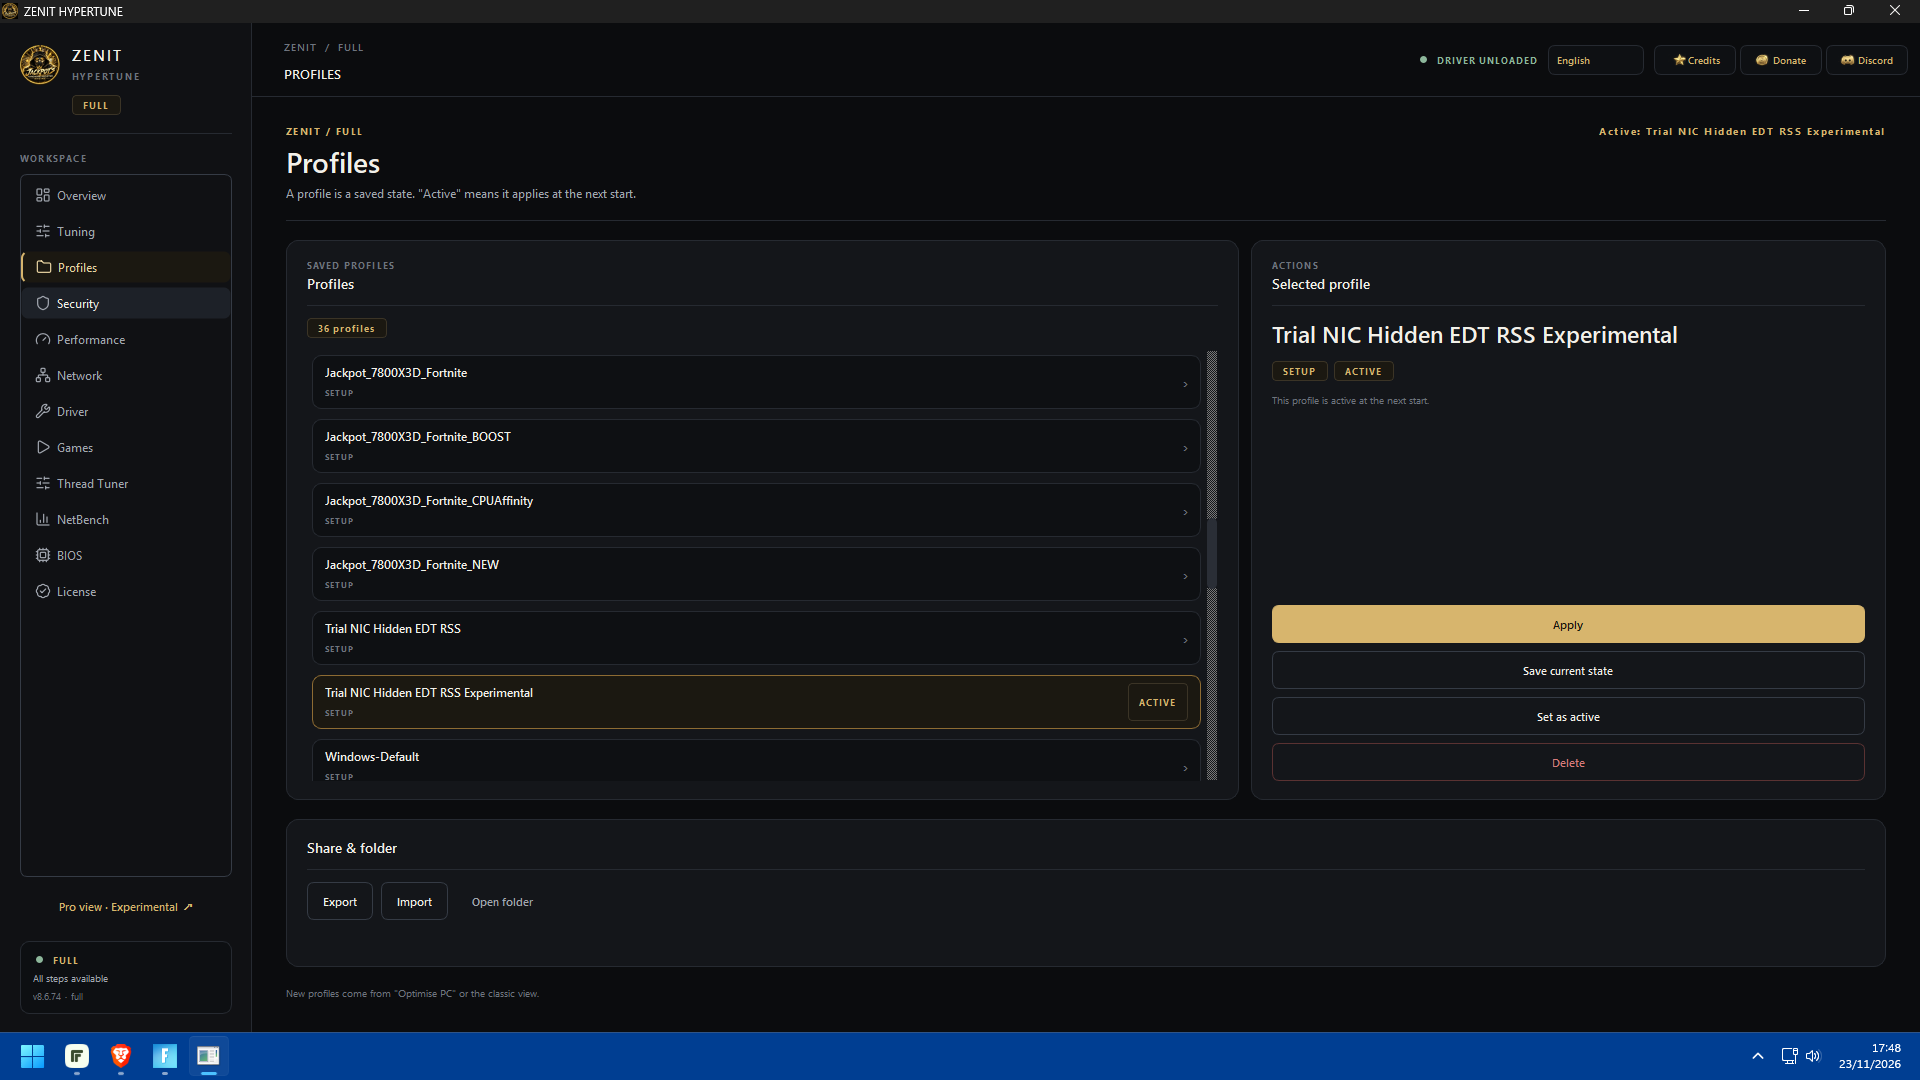 ZENIT HYPERTUNE
ZENIT
HYPERTUNE
FULL
WORKSPACE
Overview
Tuning
Profiles
Security
Performance
Network
Driver
Games
Thread Tuner
NetBench
BIOS
License
Pro view · Experimental ↗
FULL
All steps available
v8.6.74 - full
ZENIT / FULL
PROFILES
DRIVER UNLOADED
English
Credits
Donate
Discord
ZENIT / FULL
Active: Trial NIC Hidden EDT RSS Experimental
Profiles
A profile is a saved state. "Active" means it applies at the next start.
SAVED PROFILES
Profiles
36 profiles
Jackpot_7800X3D_Fortnite
SETUP
Jackpot_7800X3D_Fortnite_BOOST
SETUP
Jackpot_7800X3D_Fortnite_CPUAffinity
SETUP
Jackpot_7800X3D_Fortnite_NEW
SETUP
Trial NIC Hidden EDT RSS
SETUP
Trial NIC Hidden EDT RSS Experimental
SETUP
ACTIVE
Windows-Default
SETUP
ACTIONS
Selected profile
Trial NIC Hidden EDT RSS Experimental
SETUP
ACTIVE
This profile is active at the next start.
Apply
Save current state
Set as active
Delete
Share & folder
Export
Import
Open folder
New profiles come from "Optimise PC" or the classic view.
17:48
23/11/2026